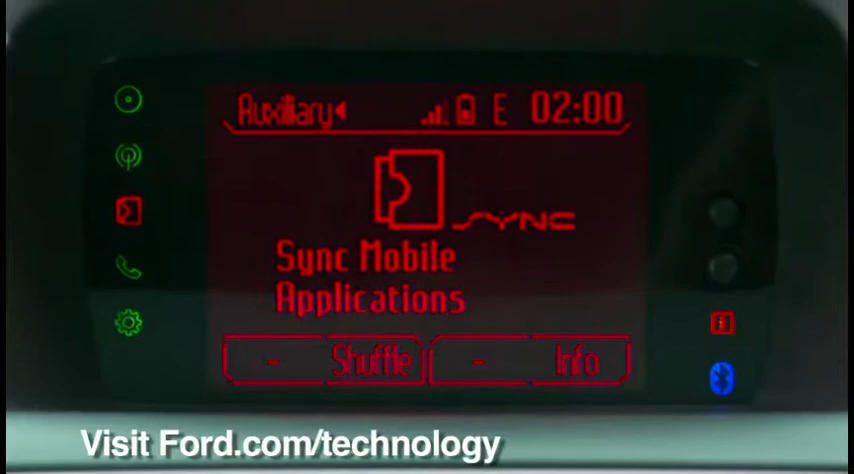 Auxiliary E 02:00
SYNC
Sync Mobile
Applications
- Shuffle - Info
Visit Ford.com/technology